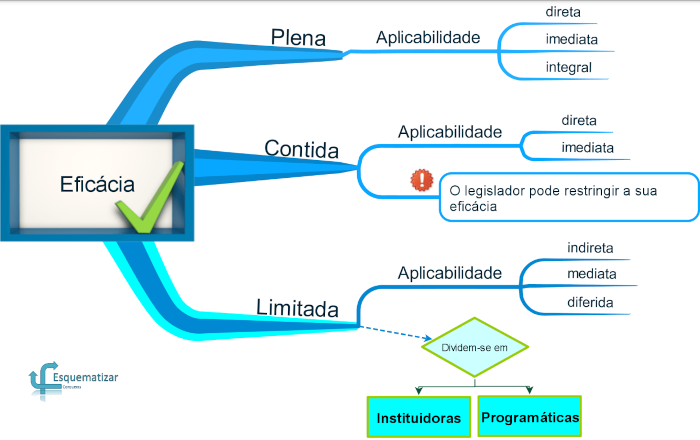 Eficácia
Plena
Aplicabilidade
direta
imediata
integral
Contida
Aplicabilidade
direta
imediata
O legislador pode restringir a sua
eficácia
Limitada
Aplicabilidade
indireta
mediata
diferida
Dividem-se em
Instituidoras
Programáticas
Esquematizar
Concursos